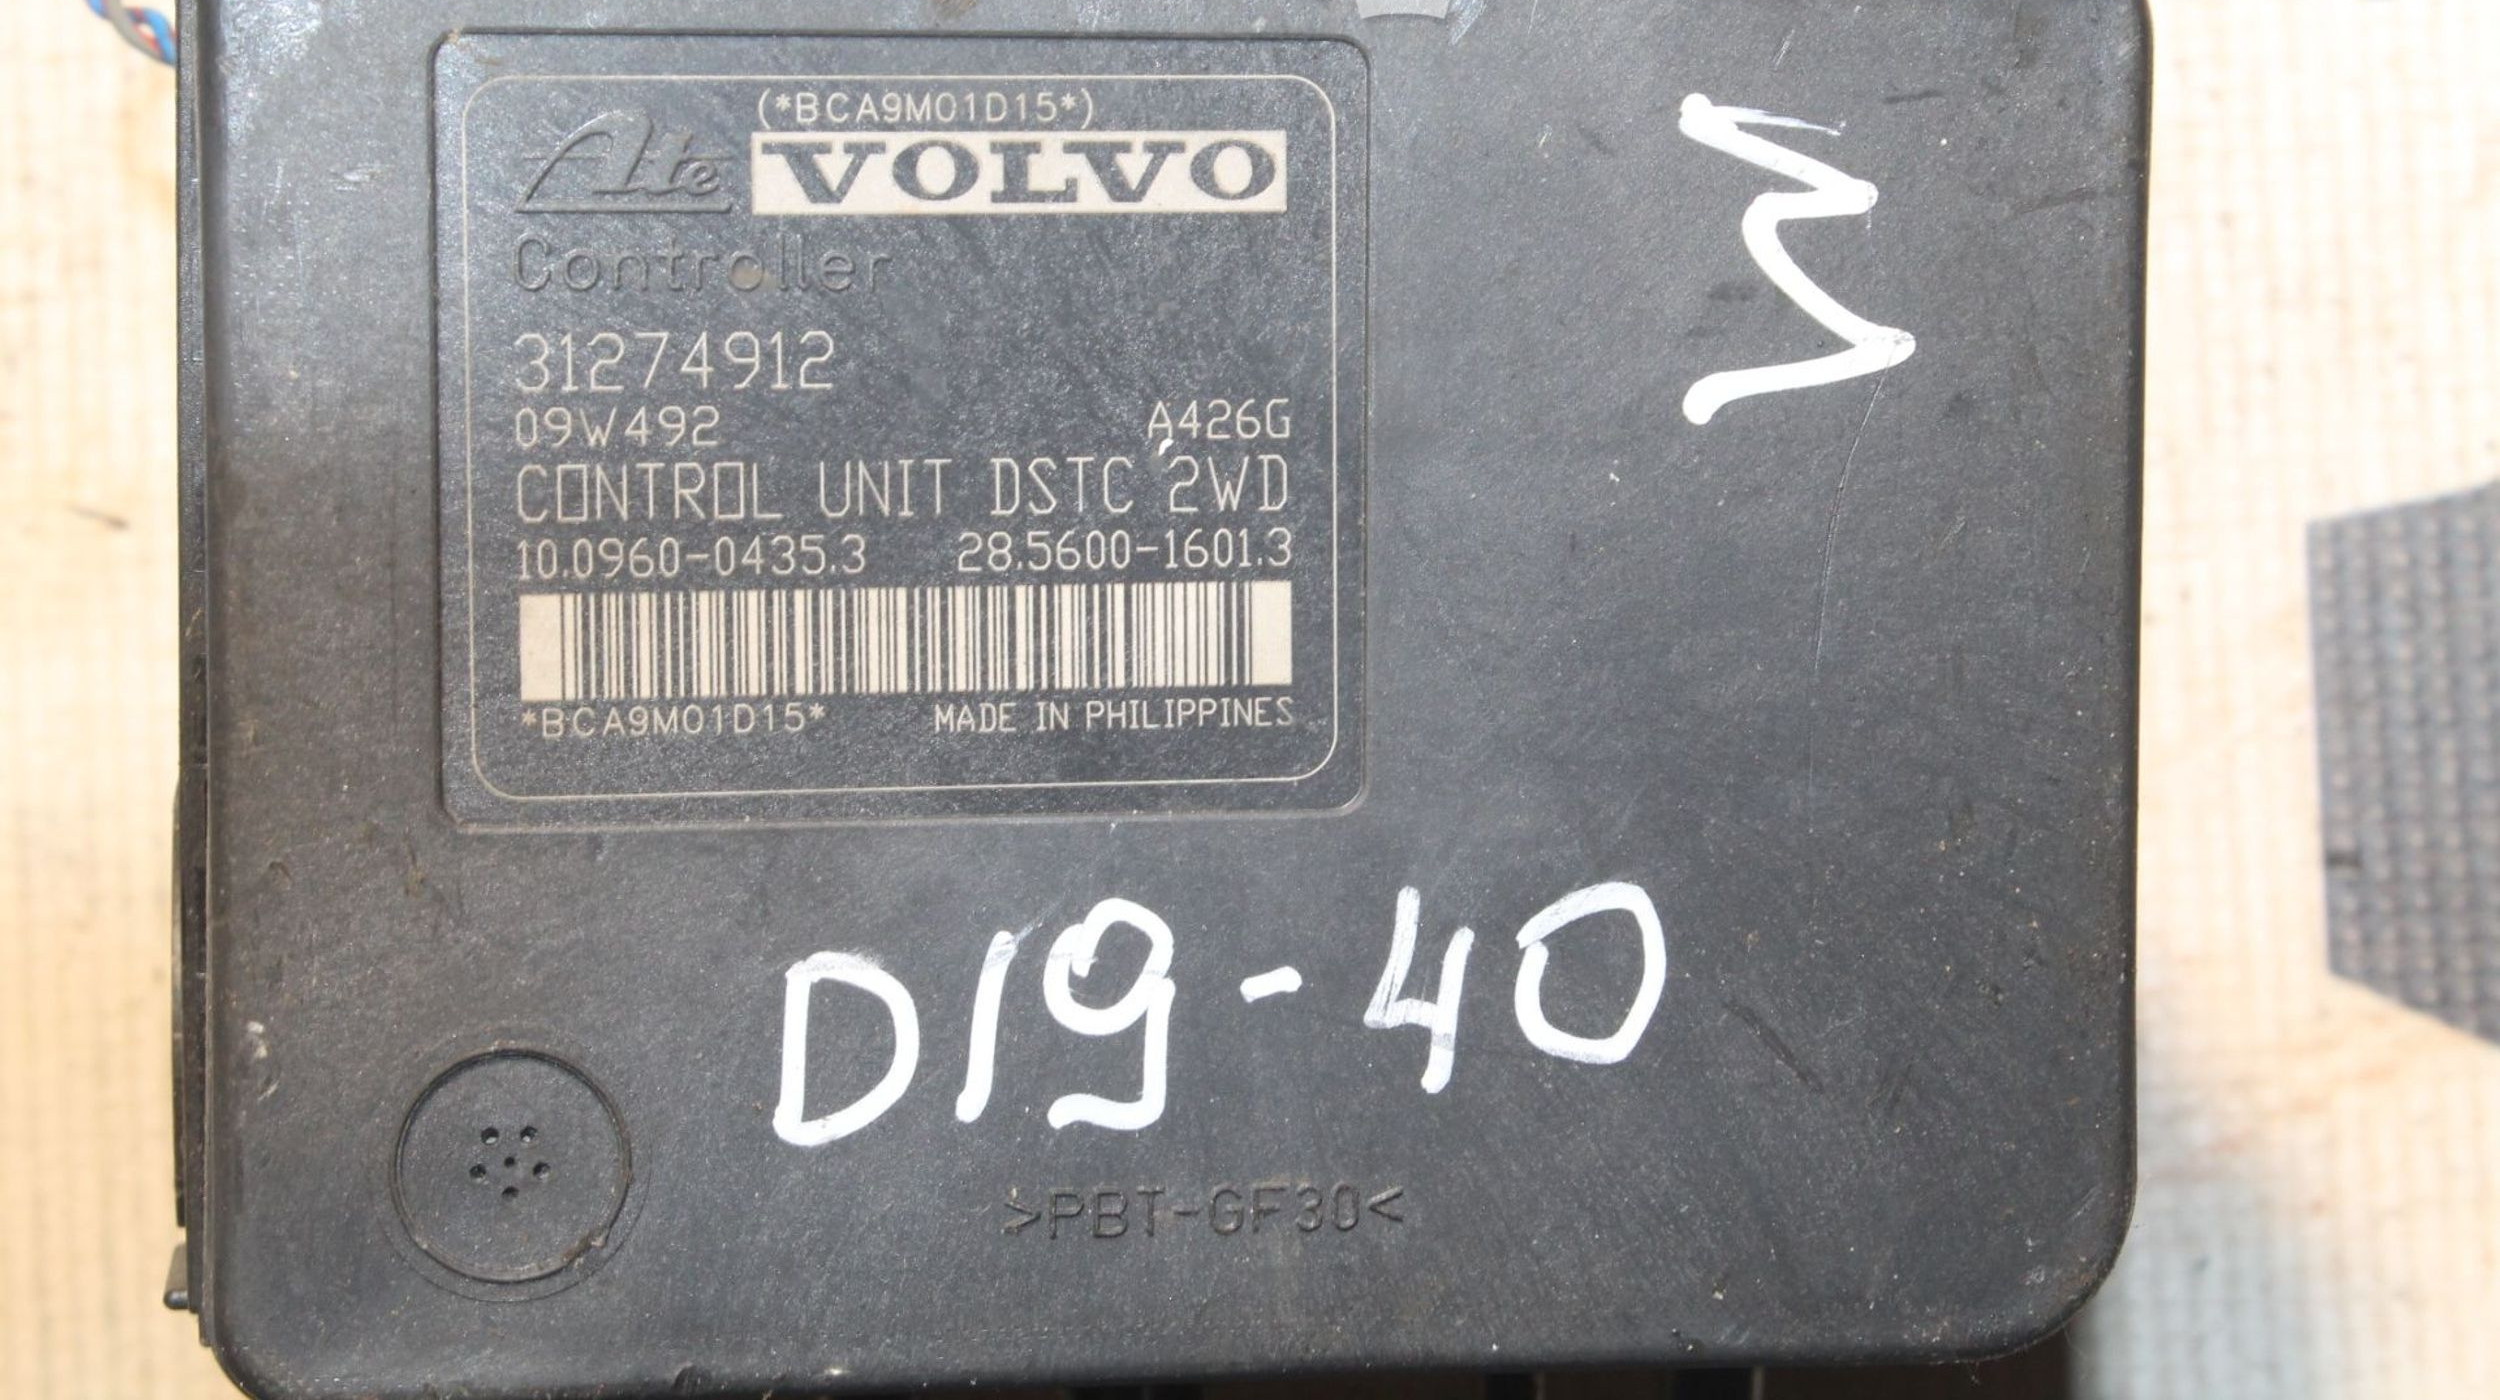 (*BCA9M01D15*)
Ate VOLVO
Controller
31274912
09W492 A426G
CONTROL UNIT DSTC 2WD
10.0960-0435.3 28.5600-1601.3
*BCA9M01D15* MADE IN PHILIPPINES
D19-40
>PBT-GF30<